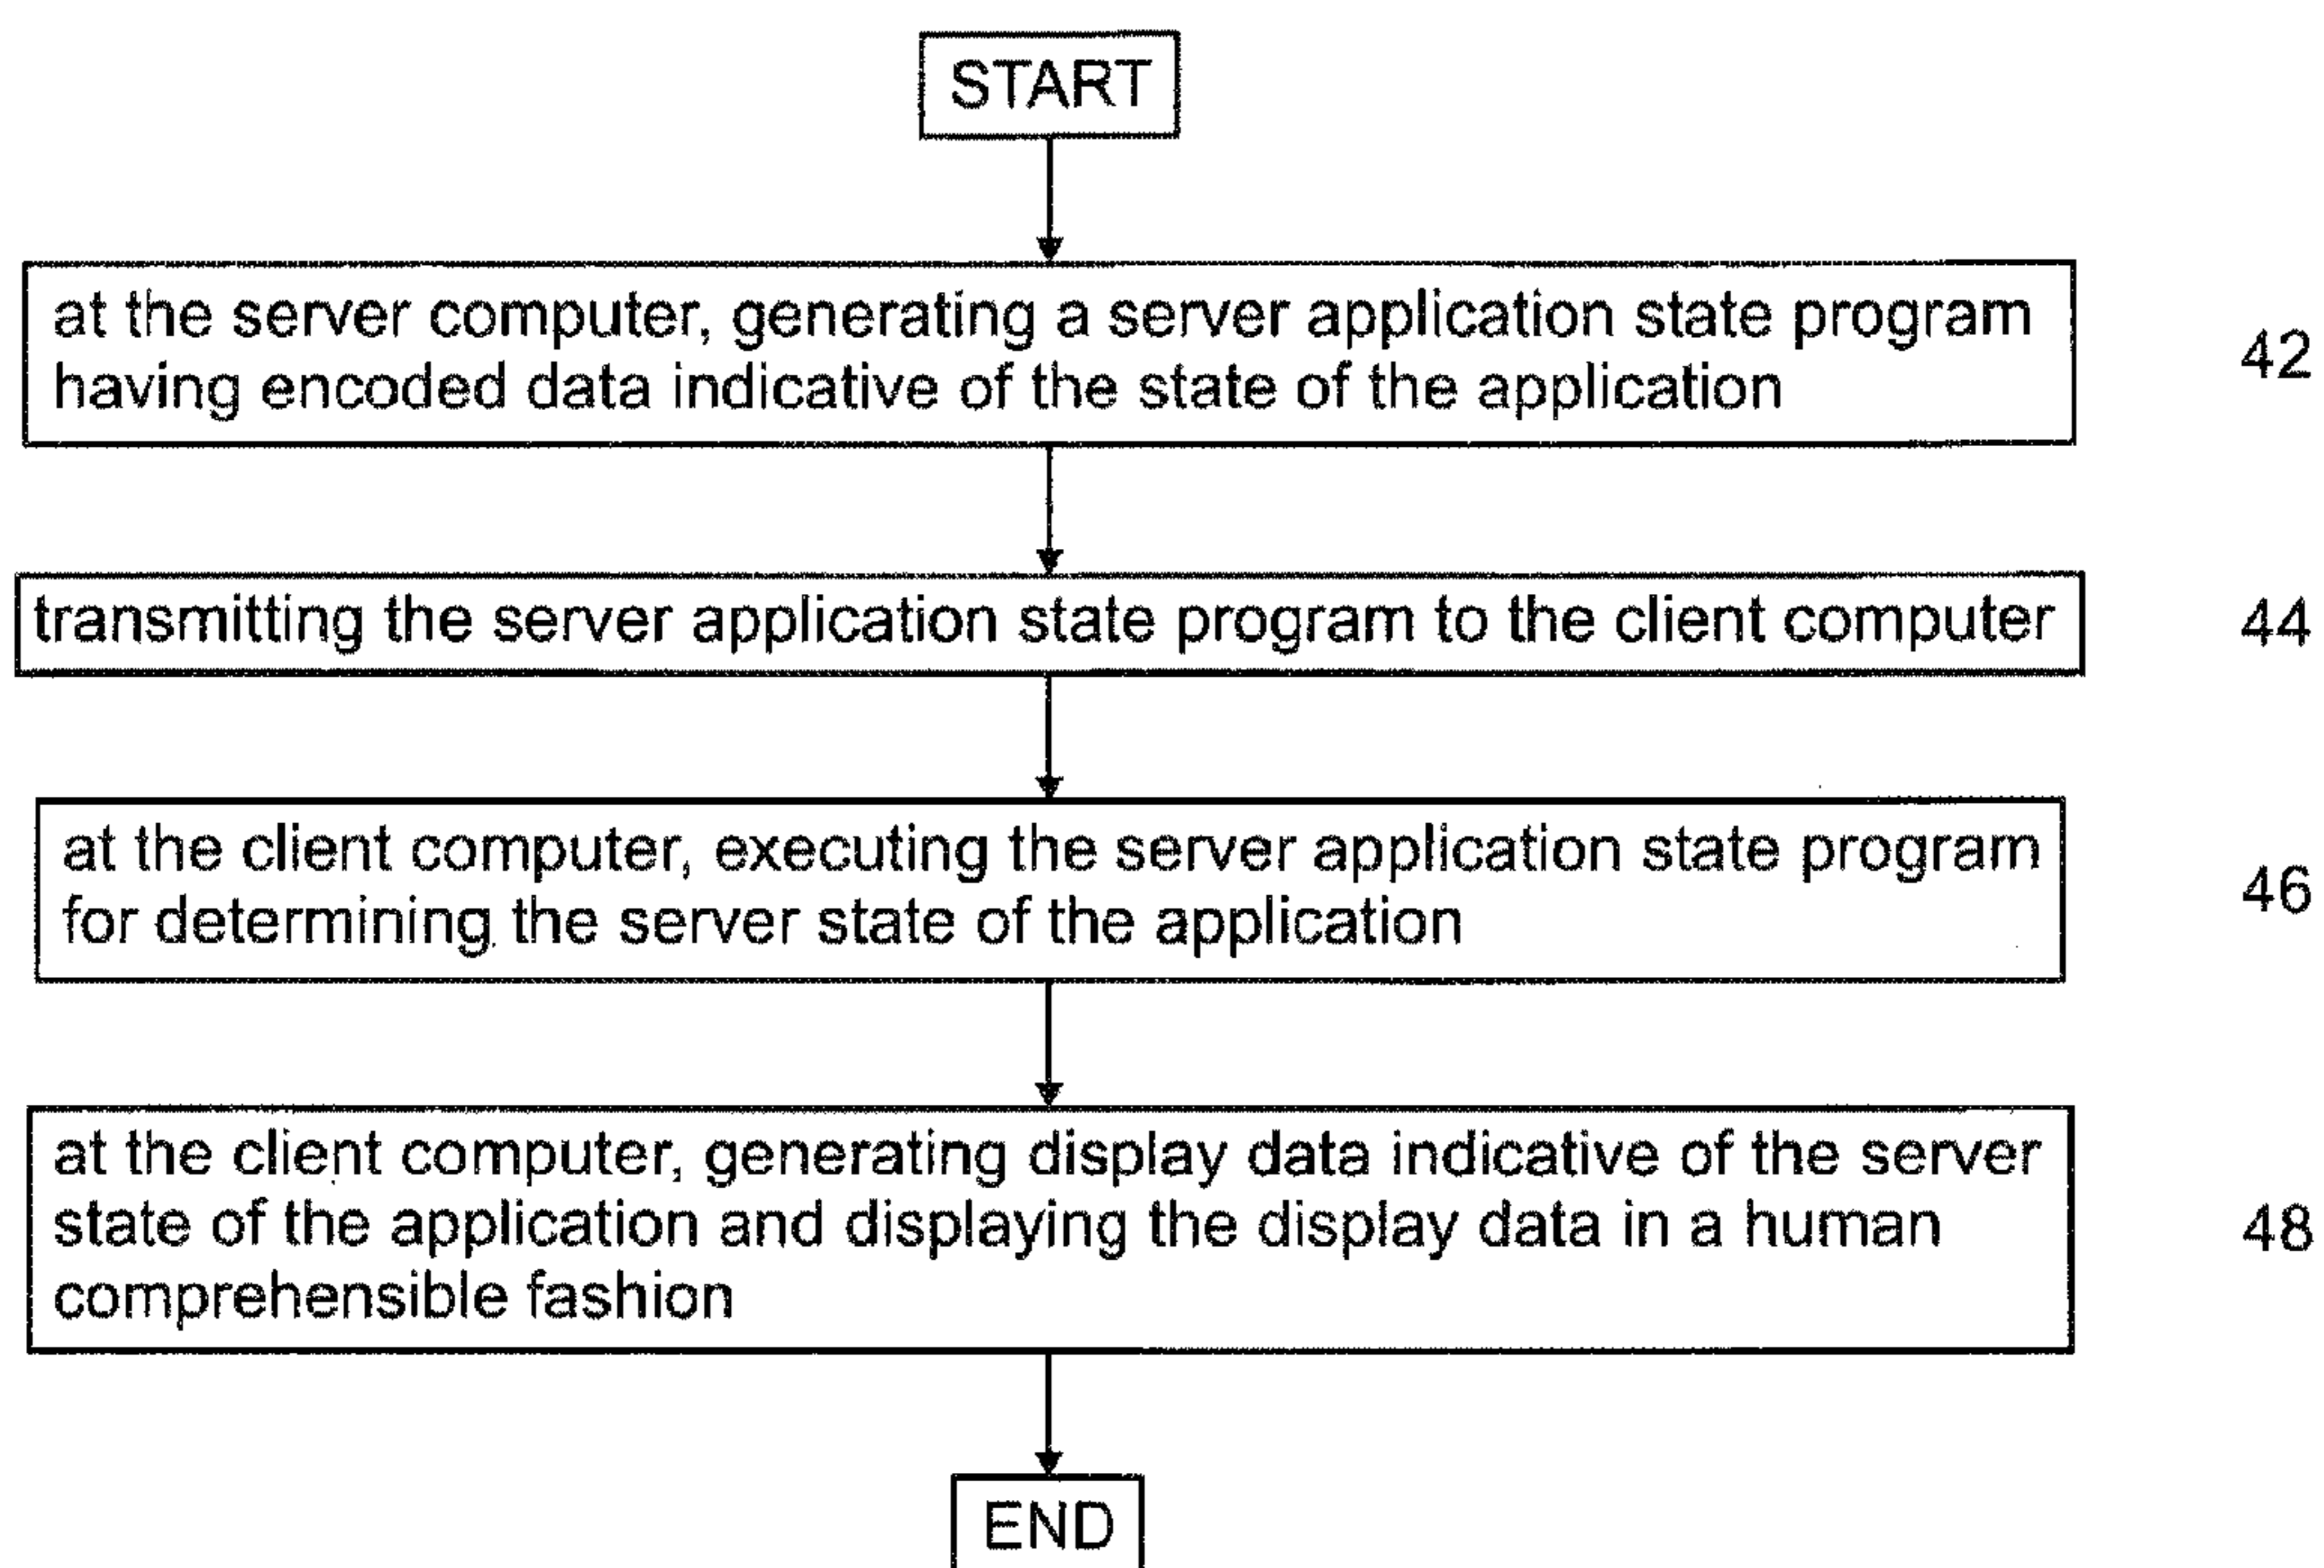 START
at the server computer, generating a server application state program
having encoded data indicative of the state of the application
42
transmitting the server application state program to the client computer
44
at the client computer, executing the server application state program
for determining the server state of the application
46
at the client computer, generating display data indicative of the server
state of the application and displaying the display data in a human
comprehensible fashion
48
END